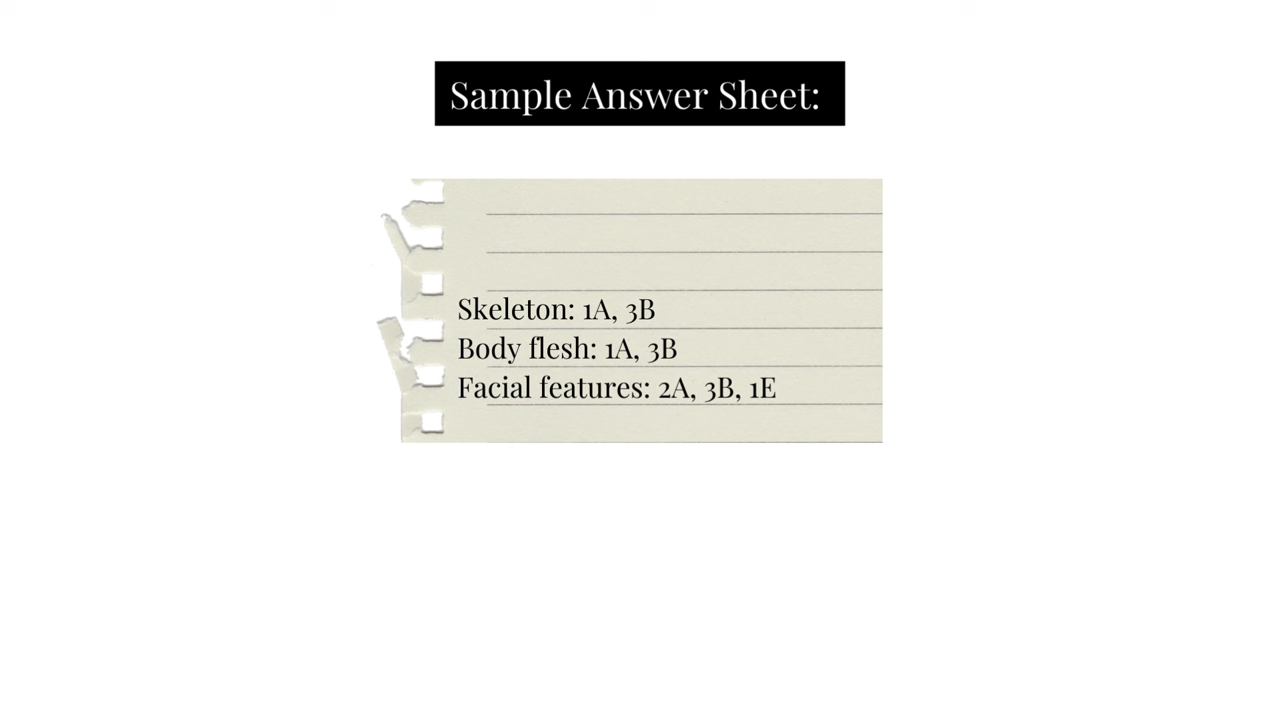 Sample Answer Sheet:
Skeleton: 1A, 3B
Body flesh: 1A, 3B
Facial features: 2A, 3B, 1E